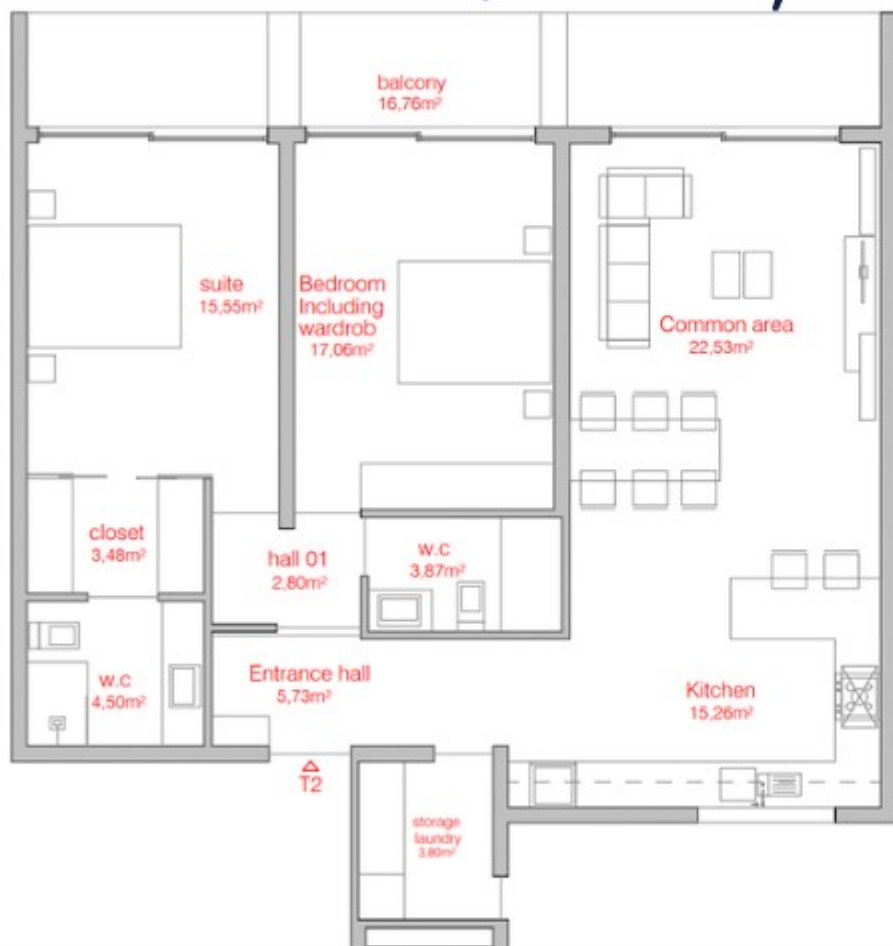 balcony
16,76m²
suite
15,55m²
Bedroom
Including
wardrob
17,06m²
Common area
22,53m²
closet
3,48m²
hall 01
2,80m²
W.C
3,87m²
W.C
4,50m²
Entrance hall
5,73m²
Kitchen
15,26m²
T2
storage
laundry
3,80m²